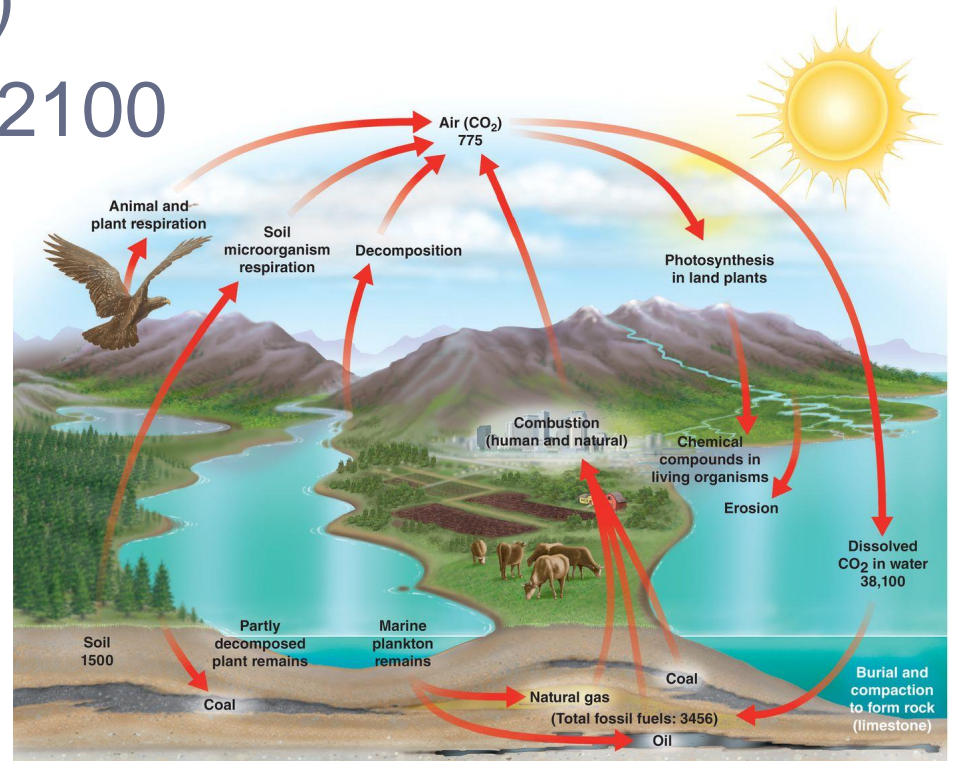 )
2100
Air (CO₂)
775
Animal and
plant respiration
Soil
microorganism
respiration
Decomposition
Photosynthesis
in land plants
Combustion
(human and natural)
Chemical
compounds in
living organisms
Erosion
Dissolved
CO₂ in water
38,100
Soil
1500
Partly
decomposed
plant remains
Marine
plankton
remains
Coal
Natural gas
(Total fossil fuels: 3456)
Oil
Coal
Burial and
compaction
to form rock
(limestone)